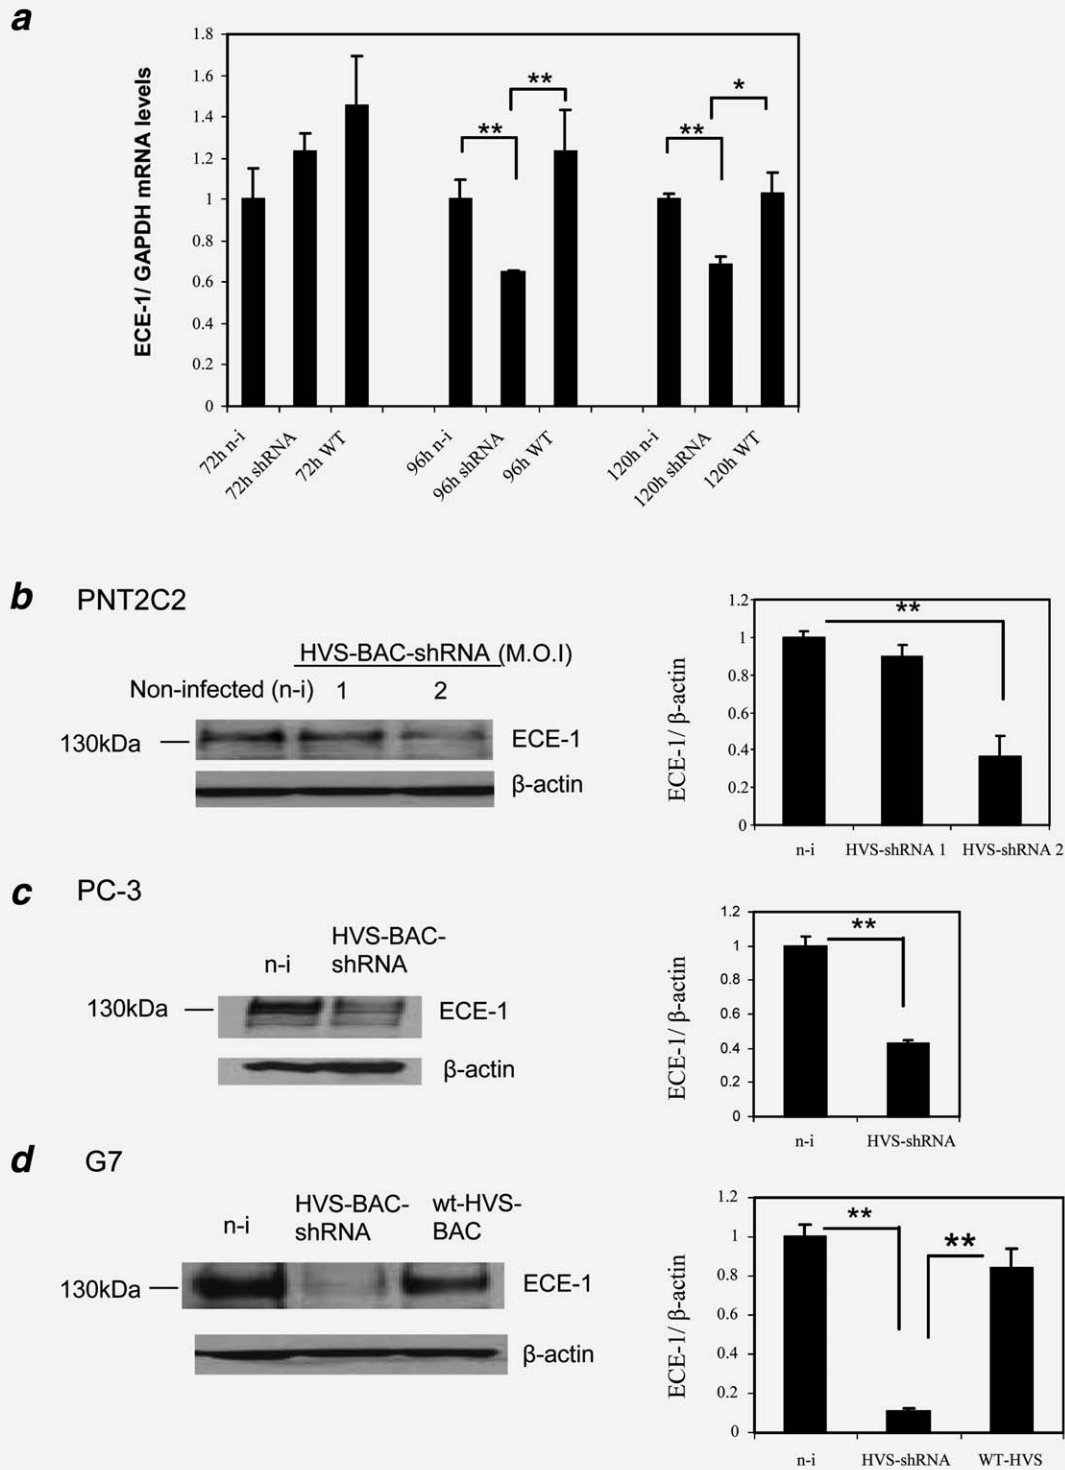 a
ECE-1/ GAPDH mRNA levels
1.8
1.6
1.4
1.2
1
0.8
0.6
0.4
0.2
0
** ** ** *
72h n-i 72h shRNA 72h WT 96h n-i 96h shRNA 96h WT 120h n-i 120h shRNA 120h WT
b PNT2C2
HVS-BAC-shRNA (M.O.I)
Non-infected (n-i) 1 2
130kDa
ECE-1
β-actin
ECE-1/ β-actin
1.2
1
0.8
0.6
0.4
0.2
0
**
n-i HVS-shRNA 1 HVS-shRNA 2
c PC-3
n-i
HVS-BAC-
shRNA
130kDa
ECE-1
β-actin
ECE-1/ β-actin
1.2
1
0.8
0.6
0.4
0.2
0
**
n-i HVS-shRNA
d G7
n-i
HVS-BAC-
shRNA
wt-HVS-
BAC
130kDa
ECE-1
β-actin
ECE-1/ β-actin
1.2
1
0.8
0.6
0.4
0.2
0
** **
n-i HVS-shRNA WT-HVS